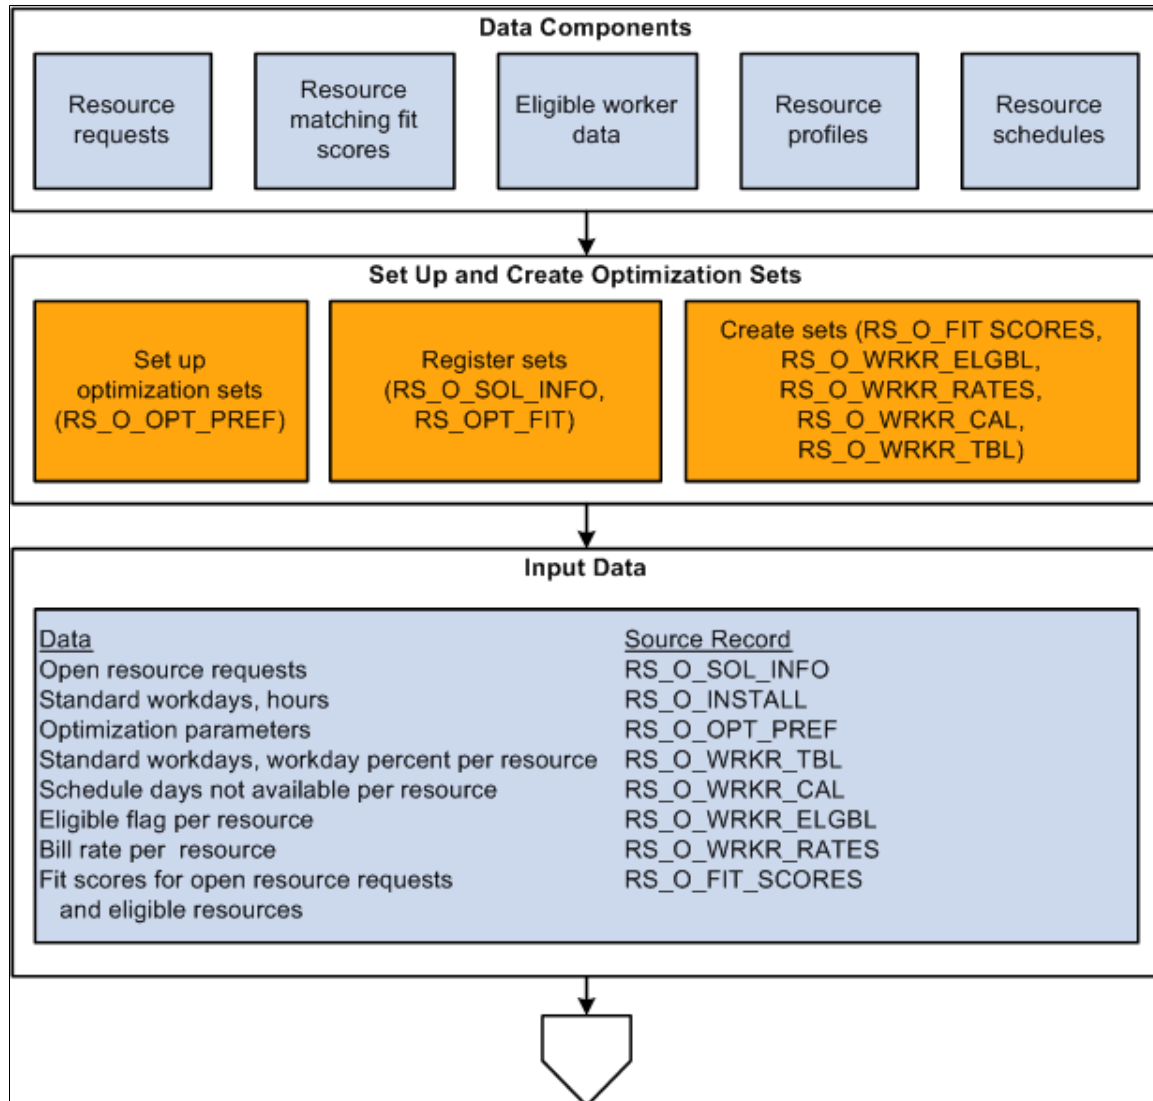 Data Components
Resource
requests
Resource
matching fit
scores
Eligible worker
data
Resource
profiles
Resource
schedules
Set Up and Create Optimization Sets
Set up
optimization sets
(RS_O_OPT_PREF)
Register sets
(RS_O_SOL_INFO,
RS_OPT_FIT)
Create sets (RS_O_FIT SCORES,
RS_O_WRKR_ELGBL,
RS_O_WRKR_RATES,
RS_O_WRKR_CAL,
RS_O_WRKR_TBL)
Input Data
Data Source Record
Open resource requests RS_O_SOL_INFO
Standard workdays, hours RS_O_INSTALL
Optimization parameters RS_O_OPT_PREF
Standard workdays, workday percent per resource RS_O_WRKR_TBL
Schedule days not available per resource RS_O_WRKR_CAL
Eligible flag per resource RS_O_WRKR_ELGBL
Bill rate per resource RS_O_WRKR_RATES
Fit scores for open resource requests RS_O_FIT_SCORES
and eligible resources